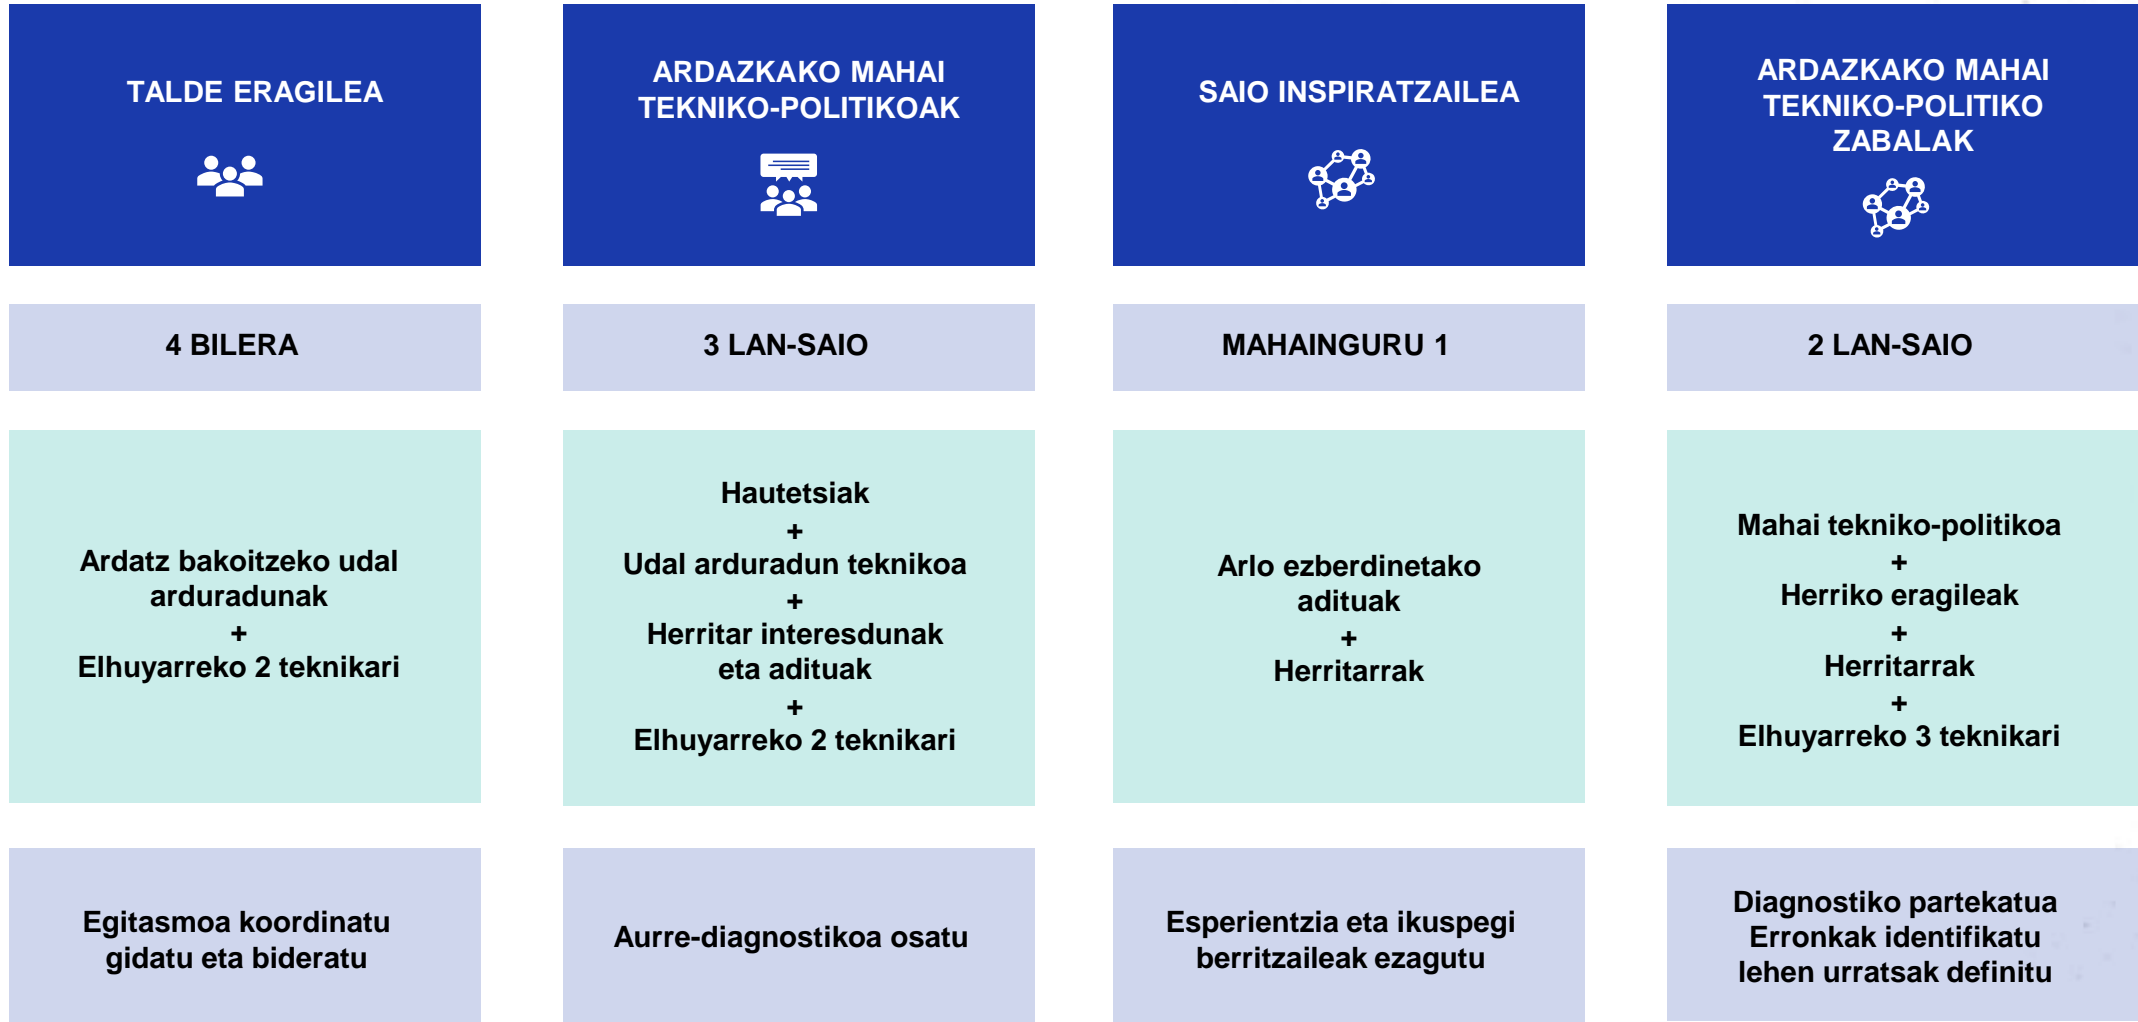 TALDE ERAGILEA
ARDAZKAKO MAHAI
TEKNIKO-POLITIKOAK
SAIO INSPIRATZAILEA
ARDAZKAKO MAHAI
TEKNIKO-POLITIKO
ZABALAK
4 BILERA
3 LAN-SAIO
MAHAINGURU 1
2 LAN-SAIO
Ardatz bakoitzeko udal
arduradunak
+
Elhuyarreko 2 teknikari
Hautetsiak
+
Udal arduradun teknikoa
+
Herritar interesdunak
eta adituak
+
Elhuyarreko 2 teknikari
Arlo ezberdinetako
adituak
+
Herritarrak
Mahai tekniko-politikoa
+
Herriko eragileak
+
Herritarrak
+
Elhuyarreko 3 teknikari
Egitasmoa koordinatu
gidatu eta bideratu
Aurre-diagnostikoa osatu
Esperientzia eta ikuspegi
berritzaileak ezagutu
Diagnostiko partekatua
Erronkak identifikatu
lehen urratsak definitu